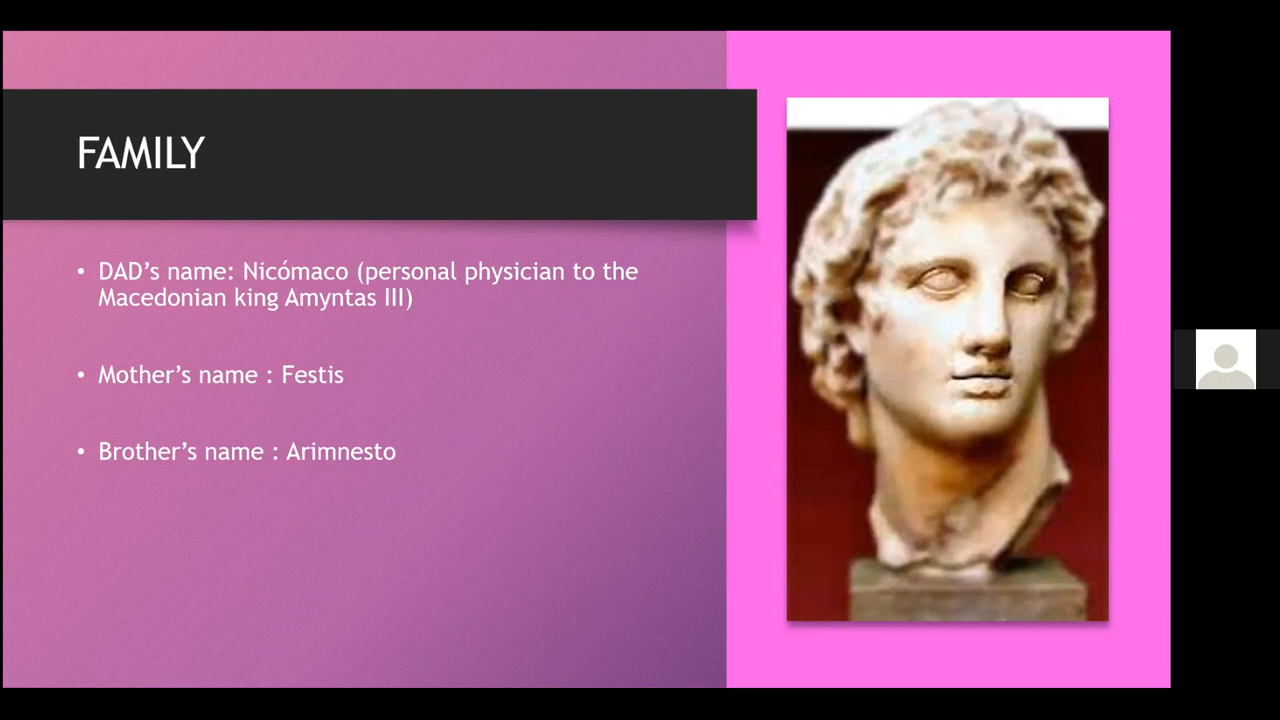 FAMILY
• DAD’s name: Nicómaco (personal physician to the
Macedonian king Amyntas III)
• Mother’s name : Festis
• Brother’s name : Arimnesto